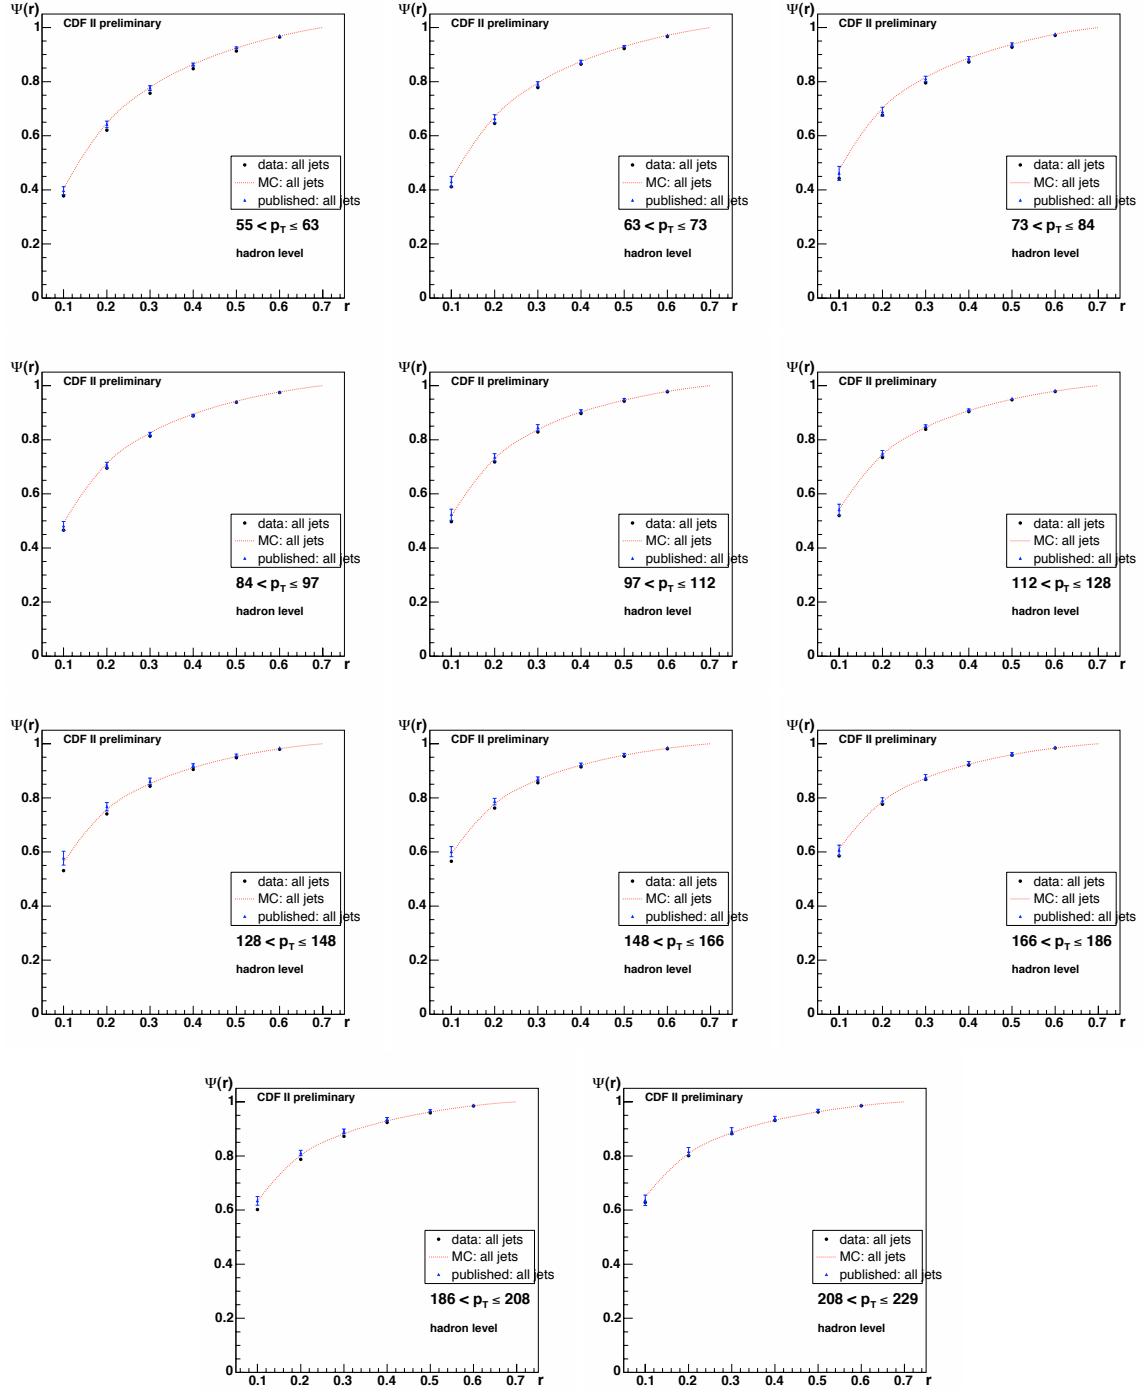 Ψ(r)
CDF II preliminary
1
0.8
0.6
0.4
0.2
0
data: all jets
MC: all jets
published: all jets
55 < p_T ≤ 63
hadron level
0.1 0.2 0.3 0.4 0.5 0.6 0.7 r
Ψ(r)
CDF II preliminary
1
0.8
0.6
0.4
0.2
0
data: all jets
MC: all jets
published: all jets
63 < p_T ≤ 73
hadron level
0.1 0.2 0.3 0.4 0.5 0.6 0.7 r
Ψ(r)
CDF II preliminary
1
0.8
0.6
0.4
0.2
0
data: all jets
MC: all jets
published: all jets
73 < p_T ≤ 84
hadron level
0.1 0.2 0.3 0.4 0.5 0.6 0.7 r
Ψ(r)
CDF II preliminary
1
0.8
0.6
0.4
0.2
0
data: all jets
MC: all jets
published: all jets
84 < p_T ≤ 97
hadron level
0.1 0.2 0.3 0.4 0.5 0.6 0.7 r
Ψ(r)
CDF II preliminary
1
0.8
0.6
0.4
0.2
0
data: all jets
MC: all jets
published: all jets
97 < p_T ≤ 112
hadron level
0.1 0.2 0.3 0.4 0.5 0.6 0.7 r
Ψ(r)
CDF II preliminary
1
0.8
0.6
0.4
0.2
0
data: all jets
MC: all jets
published: all jets
112 < p_T ≤ 128
hadron level
0.1 0.2 0.3 0.4 0.5 0.6 0.7 r
Ψ(r)
CDF II preliminary
1
0.8
0.6
0.4
0.2
0
data: all jets
MC: all jets
published: all jets
128 < p_T ≤ 148
hadron level
0.1 0.2 0.3 0.4 0.5 0.6 0.7 r
Ψ(r)
CDF II preliminary
1
0.8
0.6
0.4
0.2
0
data: all jets
MC: all jets
published: all jets
148 < p_T ≤ 166
hadron level
0.1 0.2 0.3 0.4 0.5 0.6 0.7 r
Ψ(r)
CDF II preliminary
1
0.8
0.6
0.4
0.2
0
data: all jets
MC: all jets
published: all jets
166 < p_T ≤ 186
hadron level
0.1 0.2 0.3 0.4 0.5 0.6 0.7 r
Ψ(r)
CDF II preliminary
1
0.8
0.6
0.4
0.2
0
data: all jets
MC: all jets
published: all jets
186 < p_T ≤ 208
hadron level
0.1 0.2 0.3 0.4 0.5 0.6 0.7 r
Ψ(r)
CDF II preliminary
1
0.8
0.6
0.4
0.2
0
data: all jets
MC: all jets
published: all jets
208 < p_T ≤ 229
hadron level
0.1 0.2 0.3 0.4 0.5 0.6 0.7 r